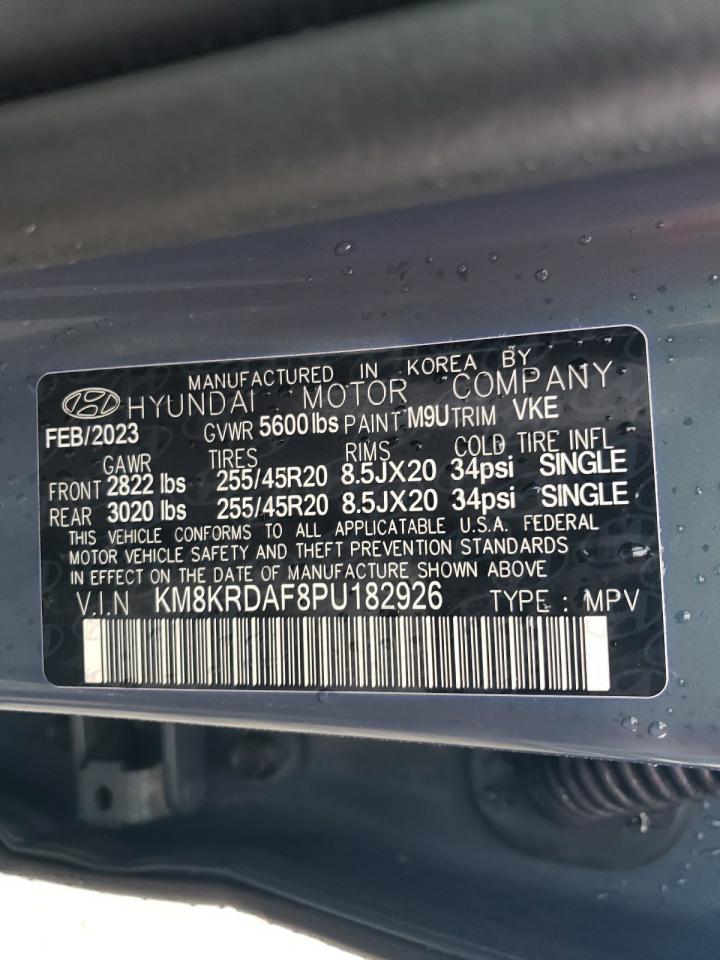 MANUFACTURED IN KOREA BY
HYUNDAI MOTOR COMPANY
FEB/2023 GVWR 5600 lbs PAINT M9U TRIM VKE
GAWR TIRES RIMS COLD TIRE INFL
FRONT 2822 lbs 255/45R20 8.5JX20 34psi SINGLE
REAR 3020 lbs 255/45R20 8.5JX20 34psi SINGLE
THIS VEHICLE CONFORMS TO ALL APPLICABLE U.S.A. FEDERAL
MOTOR VEHICLE SAFETY AND THEFT PREVENTION STANDARDS
IN EFFECT ON THE DATE OF MANUFACTURE SHOWN ABOVE
V.I.N KM8KRDAF8PU182926 TYPE : MPV